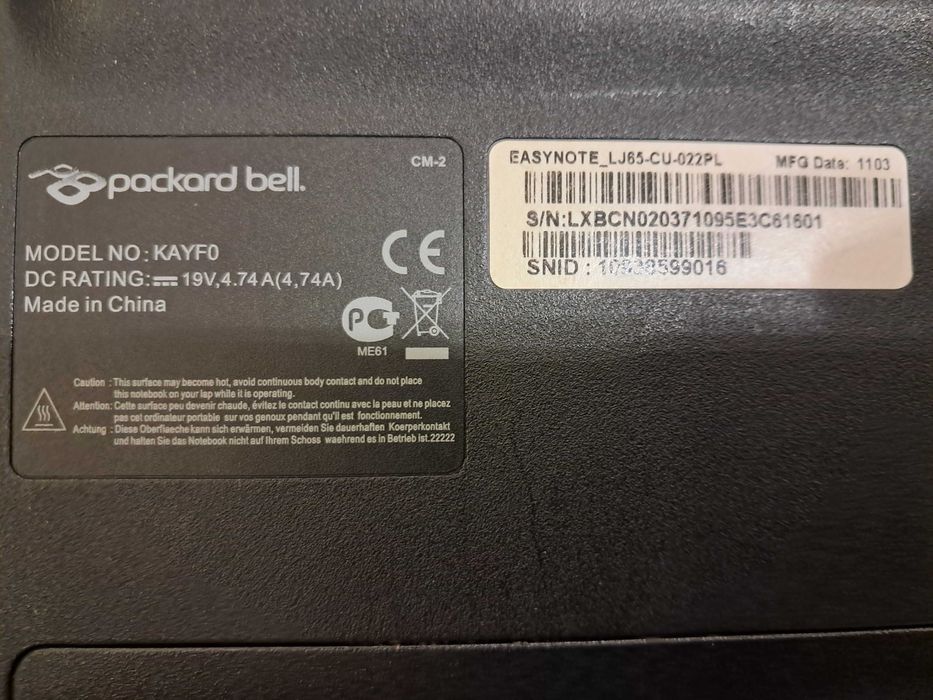 packard bell.
CM-2
MODEL NO: KAYF0
DC RATING: 19V,4.74A(4,74A)
Made in China
CE
PCT
ME61
Caution : This surface may become hot, avoid continuous body contact and do not place
this notebook on your lap while it is operating.
Attention: Cette surface peu devenir chaude, évitez le contact continu avec la peau et ne placez
pas cet ordinateur portable sur vos genoux pendant qu'il est fonctionnement.
Achtung : Diese Oberflaeche kann sich erwärmen, vermeiden Sie dauerhaften Koerperkontakt
und halten Sie das Notebook nicht auf Ihrem Schoss waehrend es in Betrieb ist.22222
EASYNOTE_LJ65-CU-022PL MFG Date: 1103
S/N:LXBCN020371095E3C61601
SNID :